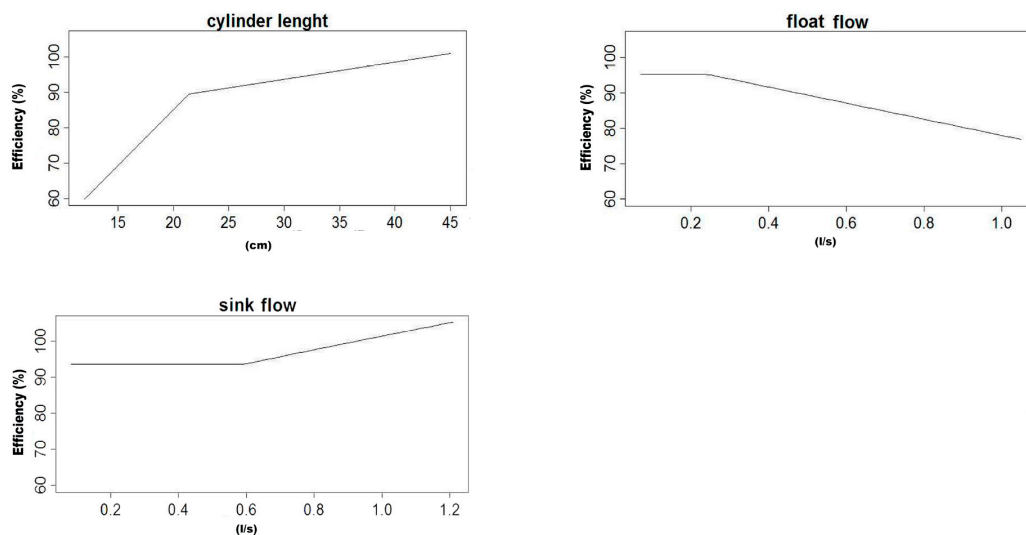 cylinder lenght
Efficiency (%)
100
90
80
70
60
15 20 25 30 35 40 45
(cm)
float flow
Efficiency (%)
100
90
80
70
60
0.2 0.4 0.6 0.8 1.0
(l/s)
sink flow
Efficiency (%)
100
90
80
70
60
0.2 0.4 0.6 0.8 1.0 1.2
(l/s)